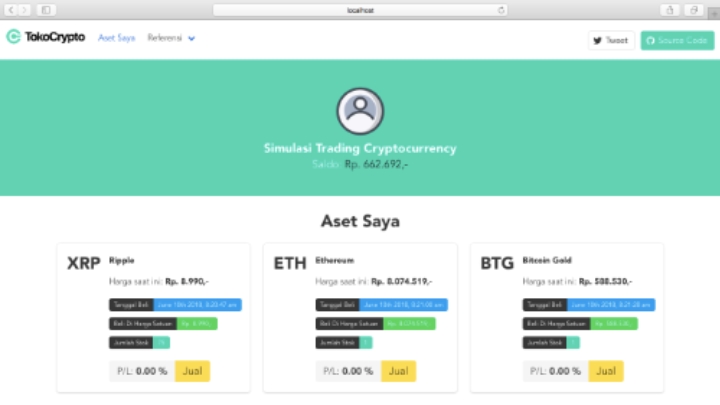 localhost
TokoCrypto Aset Saya Referensi Tweet Source Code
Simulasi Trading Cryptocurrency
Saldo: Rp. 662.692,-
Aset Saya
XRP Ripple
Harga saat ini: Rp. 8.990,-
Tanggal Beli June 10th 2018, 8:20:47 am
Beli Di Harga Satuan Rp. 8.990,-
Jumlah Stok
P/L: 0.00 % Jual
ETH Ethereum
Harga saat ini: Rp. 8.074.519,-
Tanggal Beli June 10th 2018, 8:21:00 am
Beli Di Harga Satuan Rp. 8.074.519,-
Jumlah Stok
P/L: 0.00 % Jual
BTG Bitcoin Gold
Harga saat ini: Rp. 588.530,-
Tanggal Beli June 10th 2018, 8:21:28 am
Beli Di Harga Satuan Rp. 588.530,-
Jumlah Stok
P/L: 0.00 % Jual